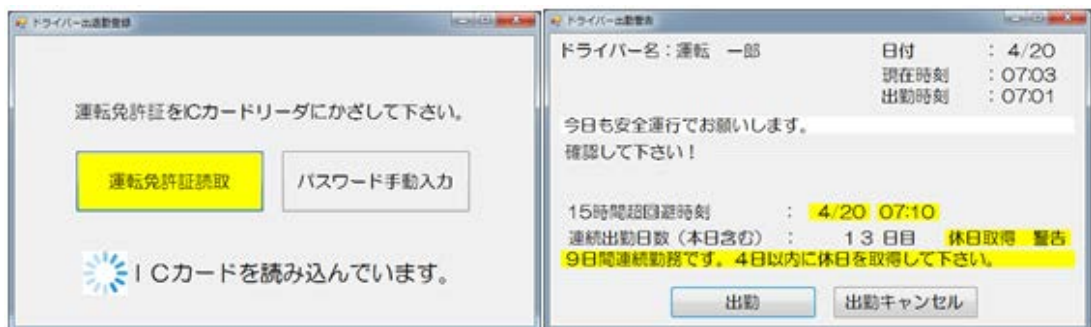 ドライバー出退勤登録
運転免許証をICカードリーダにかざして下さい。
運転免許証読取
パスワード手動入力
ICカードを読み込んでいます。
ドライバー出勤警告
ドライバー名:運転 一郎
日付 : 4/20
現在時刻 : 07:03
出勤時刻 : 07:01
今日も安全運行でお願いします。
確認して下さい!
15時間超回避時刻 : 4/20 07:10
連続出勤日数(本日含む) : 13 日目 休日取得 警告
9日間連続勤務です。4日以内に休日を取得して下さい。
出勤
出勤キャンセル